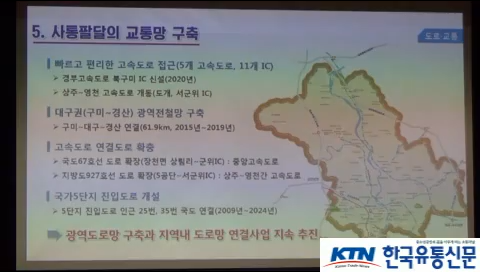 5. 사통팔달의 교통망 구축
도로 교통
빠르고 편리한 고속도로 접근(5개 고속도로, 11개 IC)
➢ 경부고속도로 북구미 IC 신설(2020년)
➢ 상주-영천 고속도로 개통(도개, 서군위 IC)
대구권(구미-경산) 광역전철망 구축
➢ 구미-대구-경산 연결(61.9km, 2015년~2019년)
고속도로 연결도로 확충
➢ 국도67호선 도로 확장(장천면 상림리-군위IC) : 중앙고속도로
➢ 지방도927호선 도로 확장(5공단-서군위IC) : 상주-영천간 고속도로
국가5단지 진입도로 개설
➢ 5단지 진입도로 인근 25번, 35번 국도 연결(2009년~2024년)
광역도로망 구축과 지역내 도로망 연결사업 지속 추진
KTN 한국유통신문